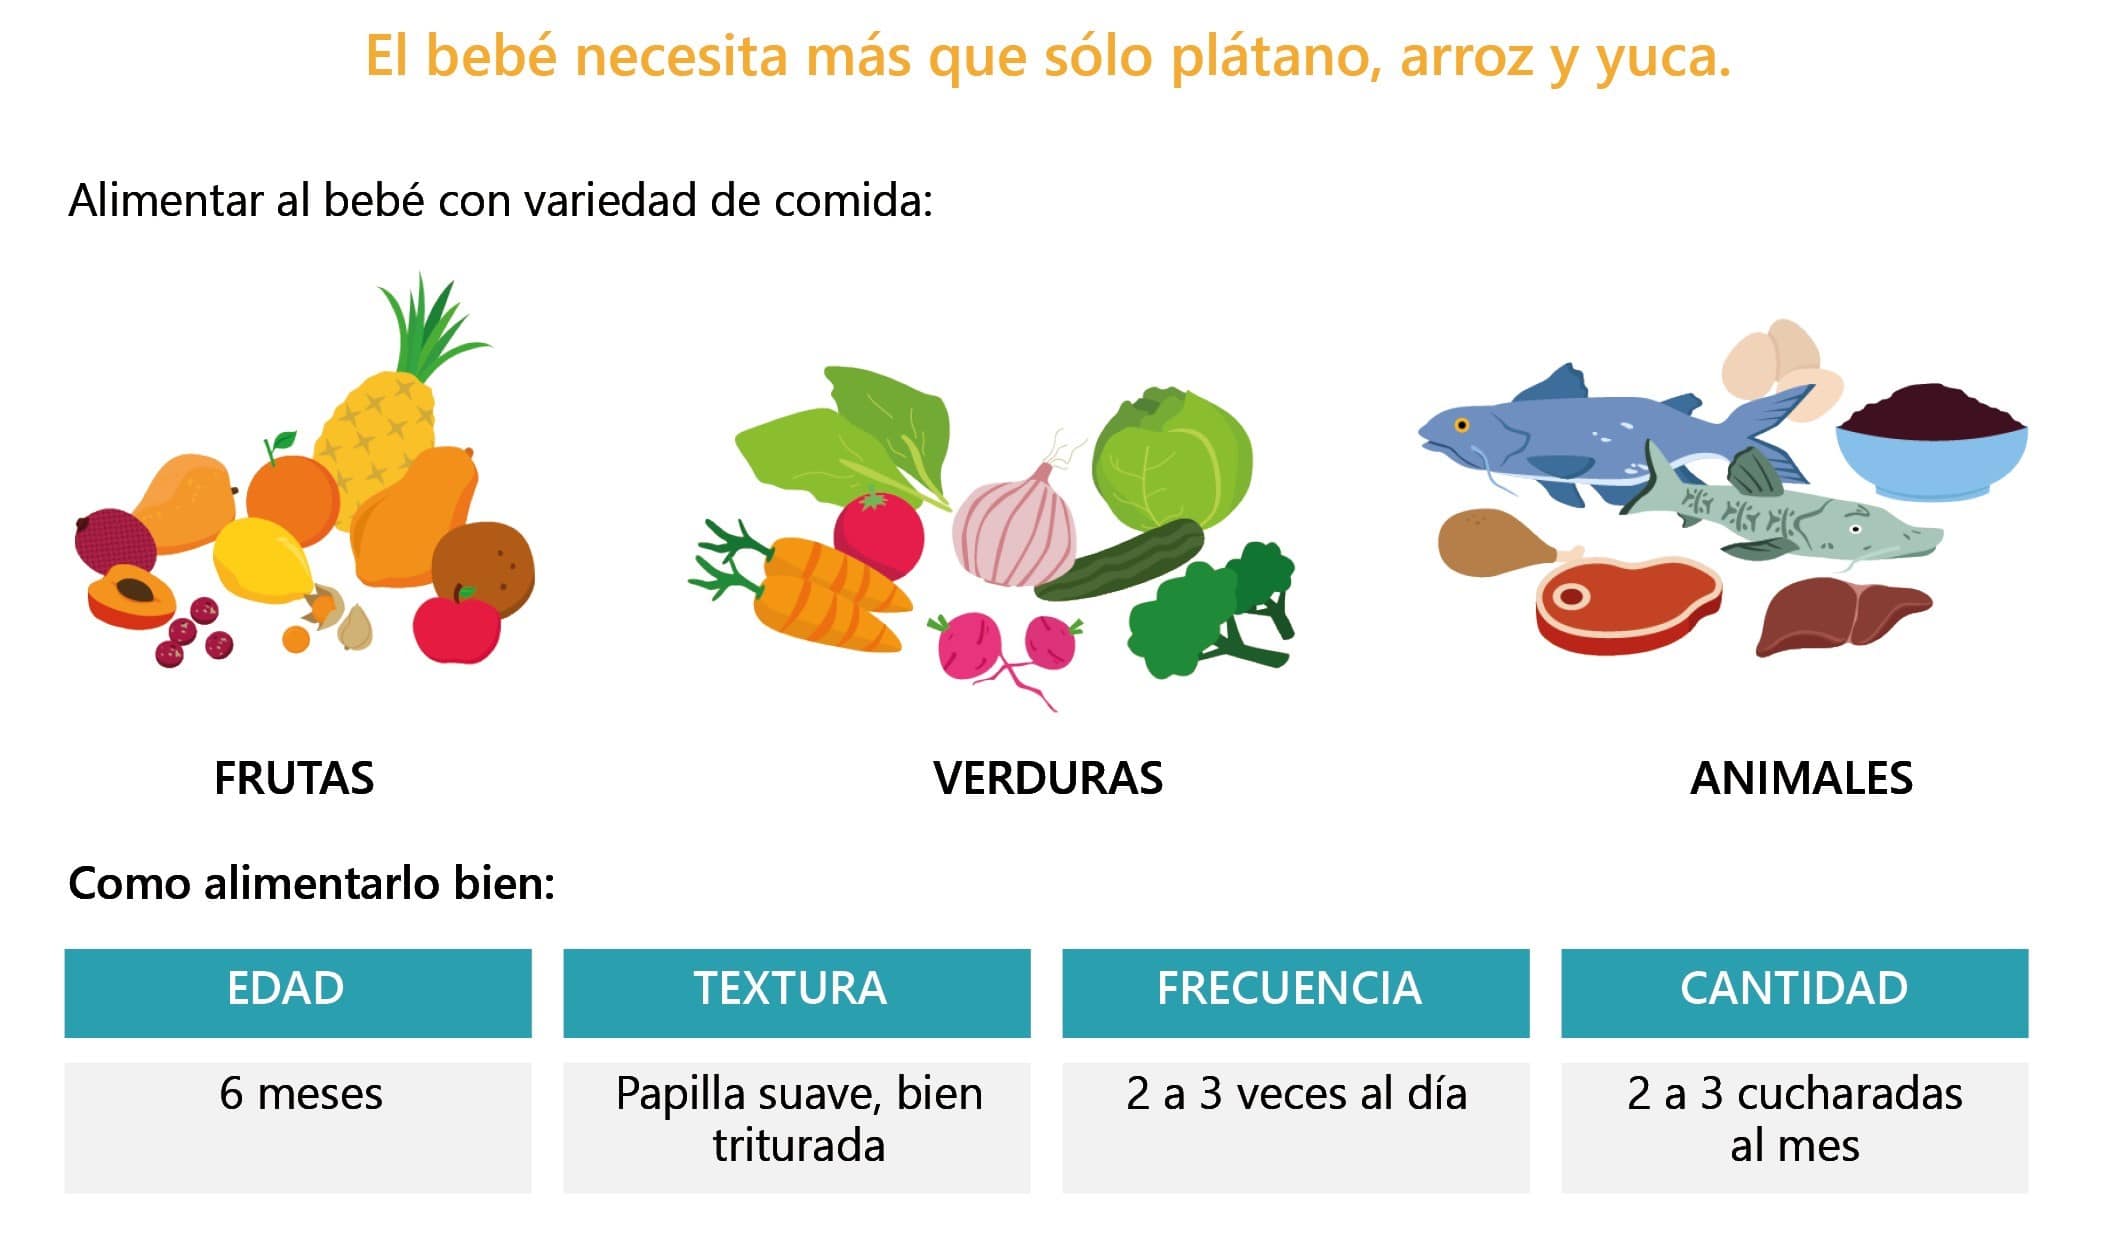 El bebé necesita más que sólo plátano, arroz y yuca.
Alimentar al bebé con variedad de comida:
FRUTAS
VERDURAS
ANIMALES
Como alimentarlo bien:
EDAD
TEXTURA
FRECUENCIA
CANTIDAD
6 meses
Papilla suave, bien
triturada
2 a 3 veces al día
2 a 3 cucharadas
al mes